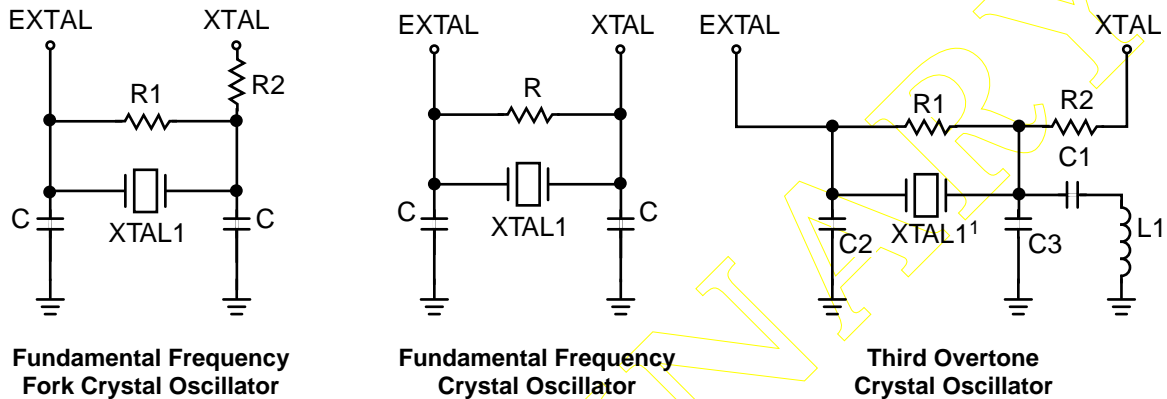 EXTAL
XTAL
R1
R2
C
XTAL1
C
Fundamental Frequency
Fork Crystal Oscillator
EXTAL
XTAL
R
C
XTAL1
C
Fundamental Frequency
Crystal Oscillator
EXTAL
XTAL
R1
R2
C1
C2
XTAL1¹
C3
L1
Third Overtone
Crystal Oscillator